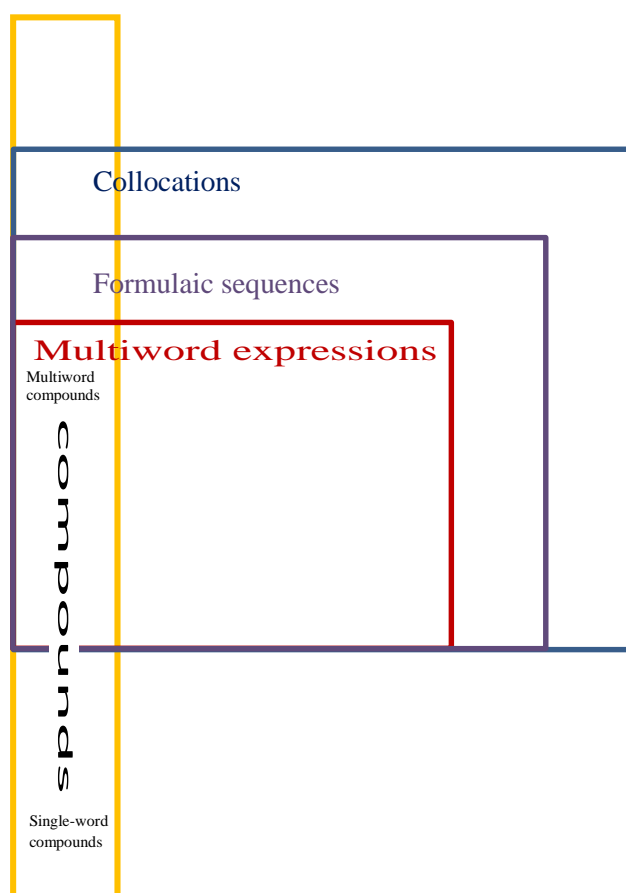 Collocations
Formulaic sequences
Multiword expressions
Multiword
compounds
compounds
Single-word
compounds